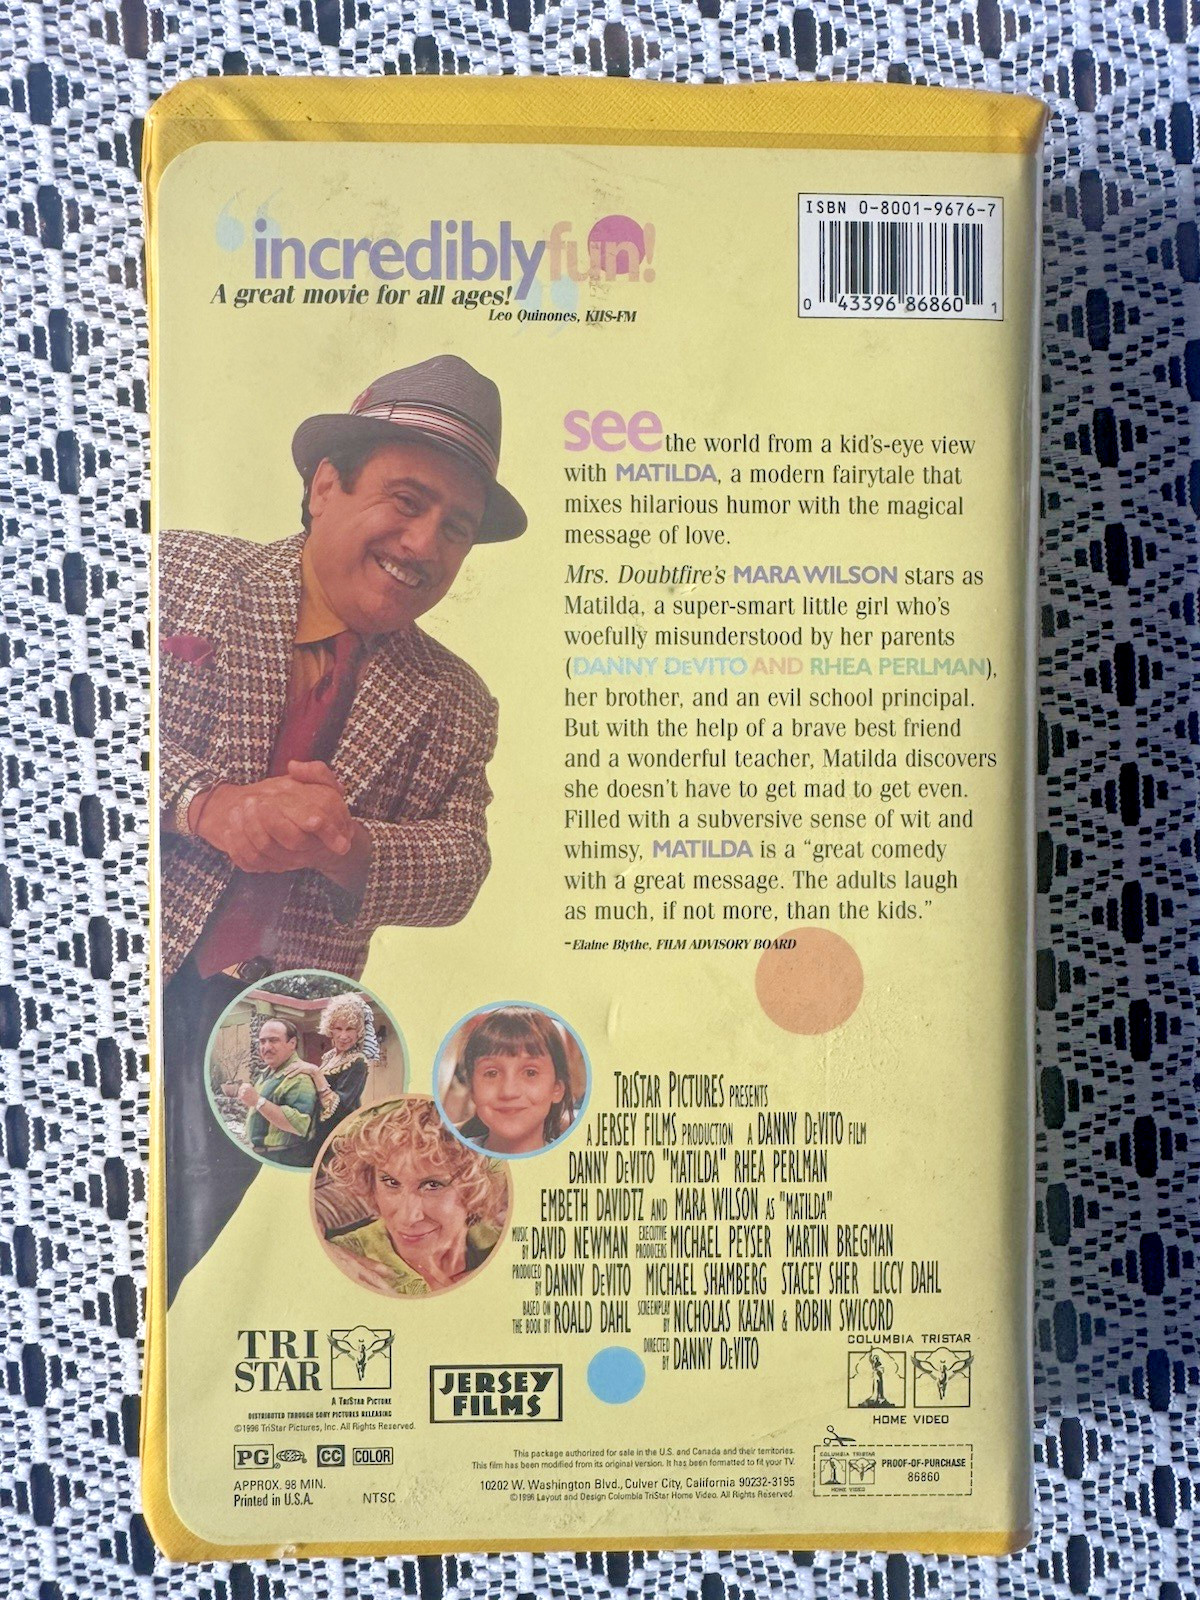 ISBN 0-8001-9676-7
0 43396 86860 1
"incredibly fun!"
A great movie for all ages!
Leo Quinones, KIIS-FM
see the world from a kid's-eye view
with MATILDA, a modern fairytale that
mixes hilarious humor with the magical
message of love.
Mrs. Doubtfire's MARA WILSON stars as
Matilda, a super-smart little girl who's
woefully misunderstood by her parents
(DANNY DeVITO AND RHEA PERLMAN),
her brother, and an evil school principal.
But with the help of a brave best friend
and a wonderful teacher, Matilda discovers
she doesn't have to get mad to get even.
Filled with a subversive sense of wit and
whimsy, MATILDA is a "great comedy
with a great message. The adults laugh
as much, if not more, than the kids."
-Elaine Blythe, FILM ADVISORY BOARD
TRISTAR PICTURES PRESENTS
A JERSEY FILMS PRODUCTION A DANNY DeVITO FILM
DANNY DeVITO "MATILDA" RHEA PERLMAN
EMBETH DAVIDTZ AND MARA WILSON AS "MATILDA"
MUSIC BY DAVID NEWMAN EXECUTIVE PRODUCERS MICHAEL PEYSER MARTIN BREGMAN
PRODUCED BY DANNY DeVITO MICHAEL SHAMBERG STACEY SHER LICCY DAHL
BASED ON THE BOOK BY ROALD DAHL SCREENPLAY BY NICHOLAS KAZAN & ROBIN SWICORD
DIRECTED BY DANNY DeVITO
TRI
STAR
A TRISTAR PICTURE
DISTRIBUTED THROUGH SONY PICTURES RELEASING
©1996 TriStar Pictures, Inc. All Rights Reserved.
JERSEY
FILMS
COLUMBIA TRISTAR
HOME VIDEO
PG CC COLOR
APPROX. 98 MIN.
Printed in U.S.A. NTSC
This package authorized for sale in the U.S. and Canada and their territories.
This film has been modified from its original version. It has been formatted to fit your TV.
10202 W. Washington Blvd., Culver City, California 90232-3195
©1996 Layout and Design Columbia TriStar Home Video. All Rights Reserved.
COLUMBIA TRISTAR
HOME VIDEO
PROOF-OF-PURCHASE
86860